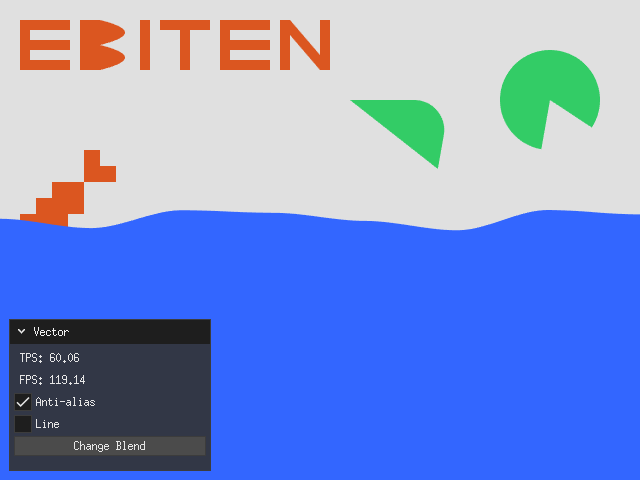 EBITEN
Vector
TPS: 60.06
FPS: 119.14
Anti-alias
Line
Change Blend